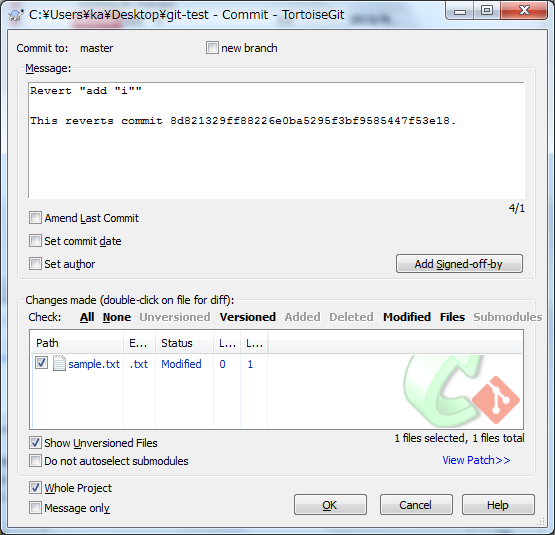 C:¥Users¥ka¥Desktop¥git-test - Commit - TortoiseGit
Commit to: master new branch
Message:
Revert "add "i""
This reverts commit 8d821329ff88226e0ba5295f3bf9585447f53e18.
4/1
Amend Last Commit
Set commit date
Set author
Add Signed-off-by
Changes made (double-click on file for diff):
Check: All None Unversioned Versioned Added Deleted Modified Files Submodules
Path E... Status L... L...
sample.txt .txt Modified 0 1
Show Unversioned Files
1 files selected, 1 files total
Do not autoselect submodules
View Patch>>
Whole Project
Message only
OK Cancel Help